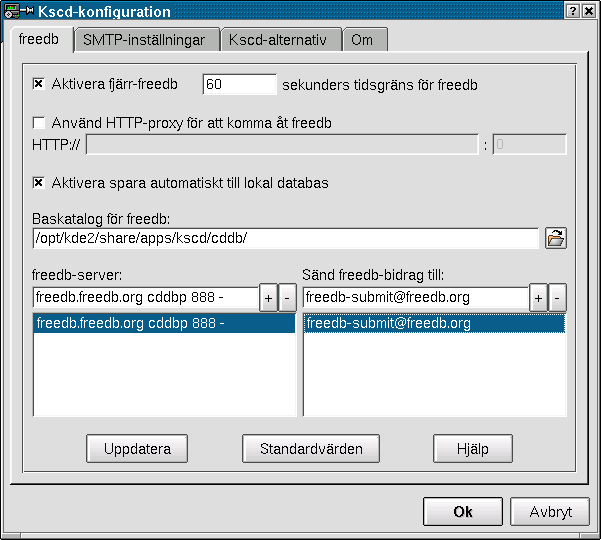 Kscd-konfiguration
freedb SMTP-inställningar Kscd-alternativ Om
Aktivera fjärr-freedb 60 sekunders tidsgräns för freedb
Använd HTTP-proxy för att komma åt freedb
HTTP:// : 0
Aktivera spara automatiskt till lokal databas
Baskatalog för freedb:
/opt/kde2/share/apps/kscd/cddb/
freedb-server: Sänd freedb-bidrag till:
freedb.freedb.org cddbp 888 - + - freedb-submit@freedb.org + -
freedb.freedb.org cddbp 888 - freedb-submit@freedb.org
Uppdatera Standardvärden Hjälp
Ok Avbryt